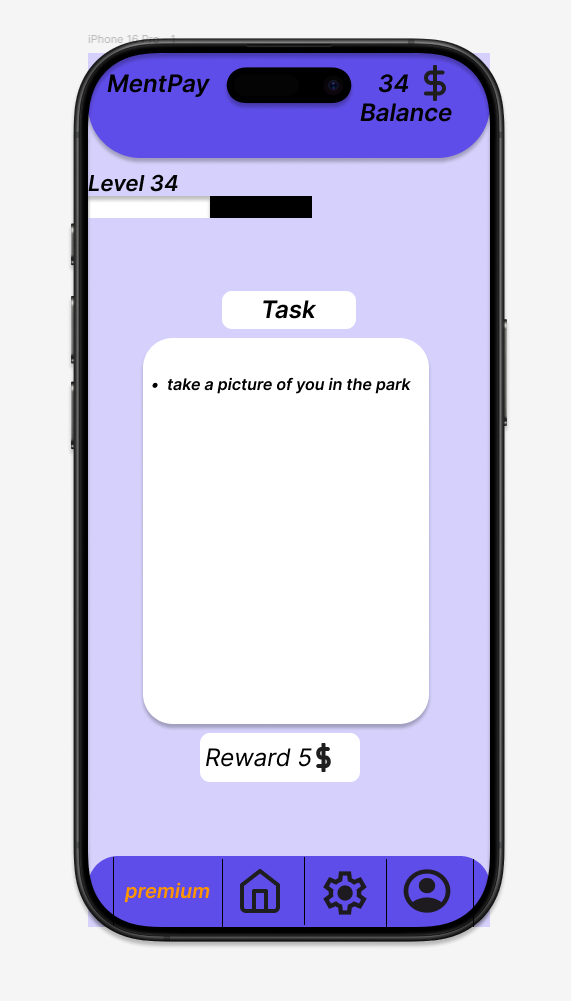 iPhone 16 Pro - 1
MentPay
34 $
Balance
Level 34
Task
• take a picture of you in the park
Reward 5$
premium